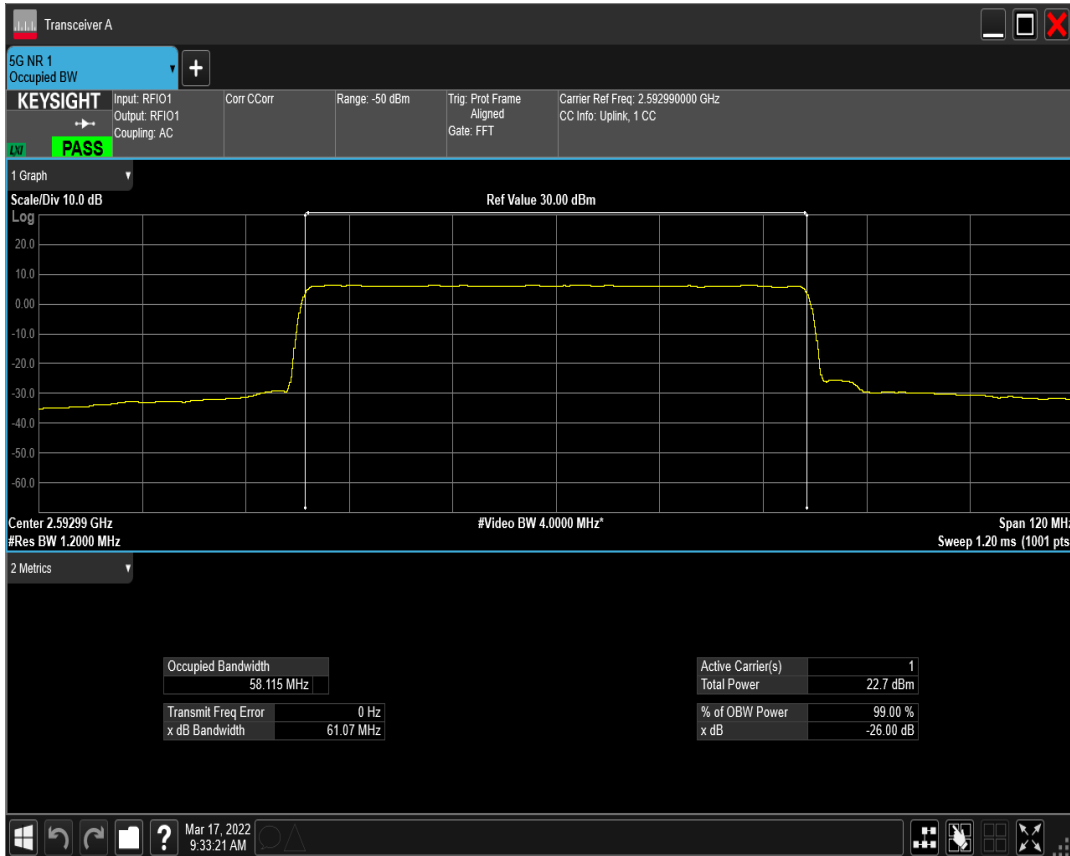 Transceiver A
5G NR 1
Occupied BW
KEYSIGHT
LXI
PASS
Input: RFIO1
Output: RFIO1
Coupling: AC
Corr CCorr
Range: -50 dBm
Trig: Prot Frame
Aligned
Gate: FFT
Carrier Ref Freq: 2.592990000 GHz
CC Info: Uplink, 1 CC
1 Graph
Scale/Div 10.0 dB
Ref Value 30.00 dBm
Log
20.0
10.0
0.00
-10.0
-20.0
-30.0
-40.0
-50.0
-60.0
Center 2.59299 GHz
#Video BW 4.0000 MHz*
Span 120 MHz
#Res BW 1.2000 MHz
Sweep 1.20 ms (1001 pts
2 Metrics
Occupied Bandwidth
58.115 MHz
Transmit Freq Error 0 Hz
x dB Bandwidth 61.07 MHz
Active Carrier(s) 1
Total Power 22.7 dBm
% of OBW Power 99.00 %
x dB -26.00 dB
?
Mar 17, 2022
9:33:21 AM